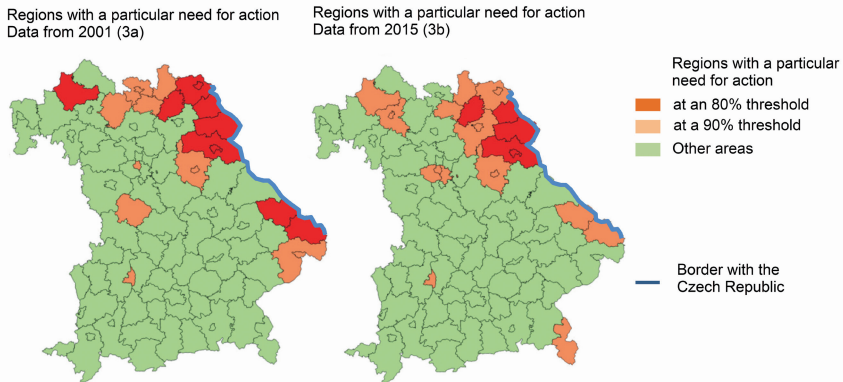 Regions with a particular need for action
Data from 2001 (3a)
Regions with a particular need for action
Data from 2015 (3b)
Regions with a particular
need for action
at an 80% threshold
at a 90% threshold
Other areas
Border with the
Czech Republic